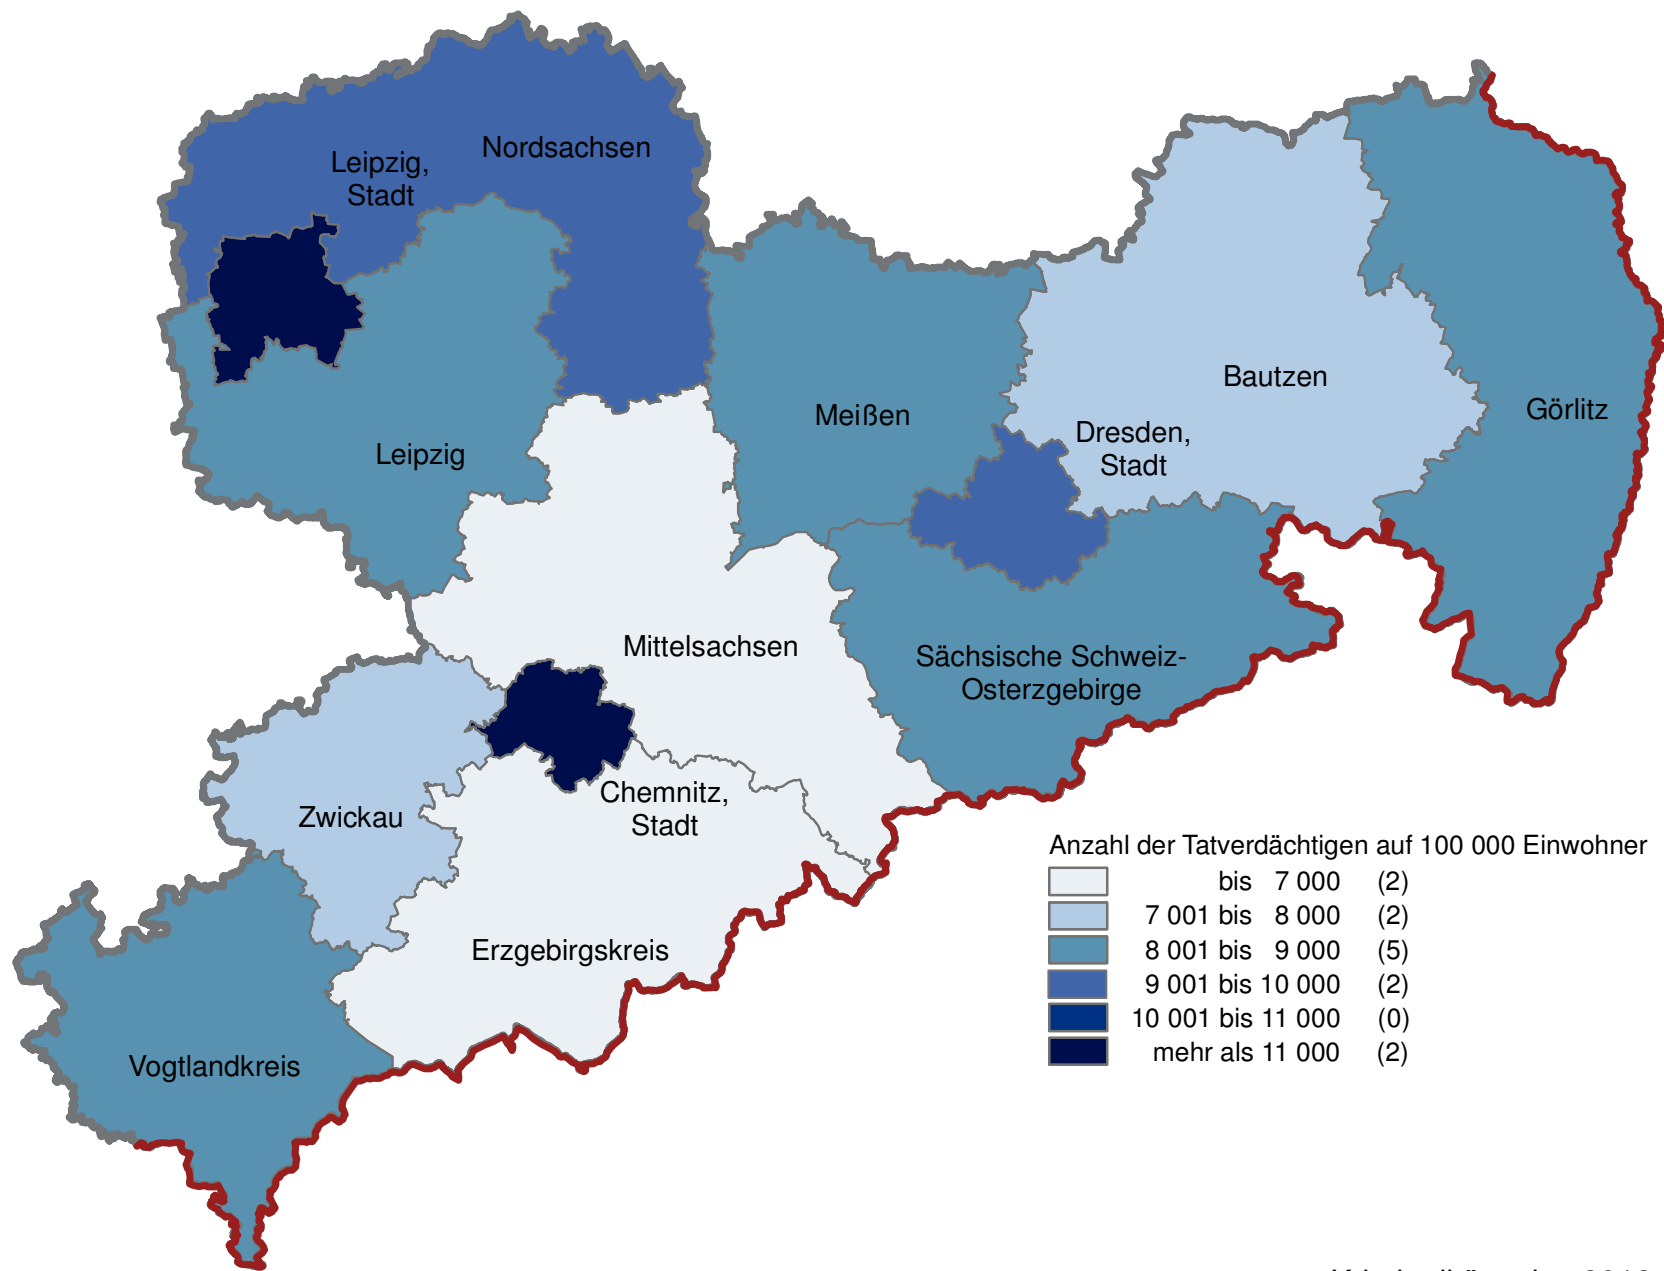 Nordsachsen
Leipzig,
Stadt
Bautzen
Meißen
Görlitz
Dresden,
Stadt
Leipzig
Mittelsachsen
Sächsische Schweiz-
Osterzgebirge
Chemnitz,
Stadt
Zwickau
Erzgebirgskreis
Vogtlandkreis
Anzahl der Tatverdächtigen auf 100 000 Einwohner
bis 7 000 (2)
7 001 bis 8 000 (2)
8 001 bis 9 000 (5)
9 001 bis 10 000 (2)
10 001 bis 11 000 (0)
mehr als 11 000 (2)